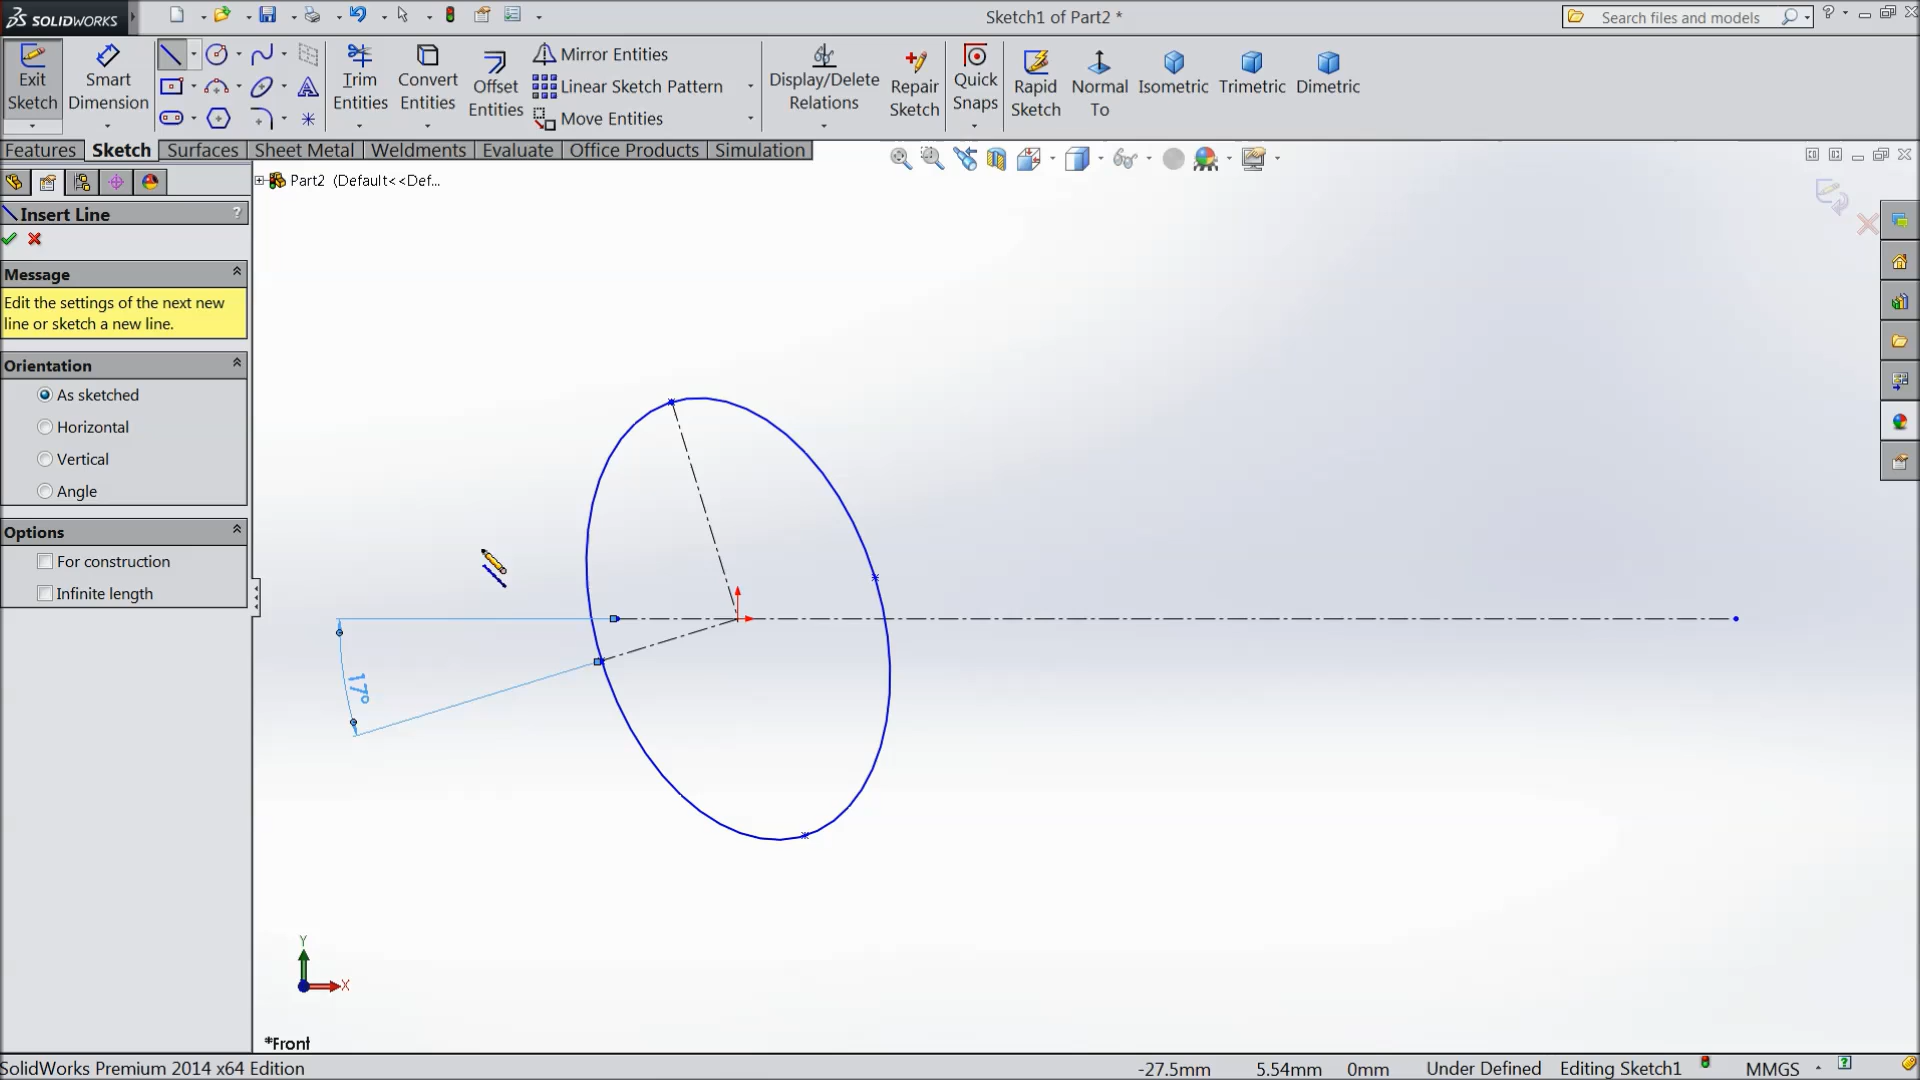 SOLIDWORKS
Sketch1 of Part2 *
Search files and models
Exit Sketch
Smart Dimension
Trim Entities
Convert Entities
Offset Entities
Mirror Entities
Linear Sketch Pattern
Move Entities
Display/Delete Relations
Repair Sketch
Quick Snaps
Rapid Sketch
Normal To
Isometric
Trimetric
Dimetric
Features
Sketch
Surfaces
Sheet Metal
Weldments
Evaluate
Office Products
Simulation
Part2 (Default<<Def...
Insert Line
?
Message
Edit the settings of the next new
line or sketch a new line.
Orientation
As sketched
Horizontal
Vertical
Angle
Options
For construction
Infinite length
17°
Y
X
*Front
SolidWorks Premium 2014 x64 Edition
-27.5mm
5.54mm
0mm
Under Defined
Editing Sketch1
MMGS